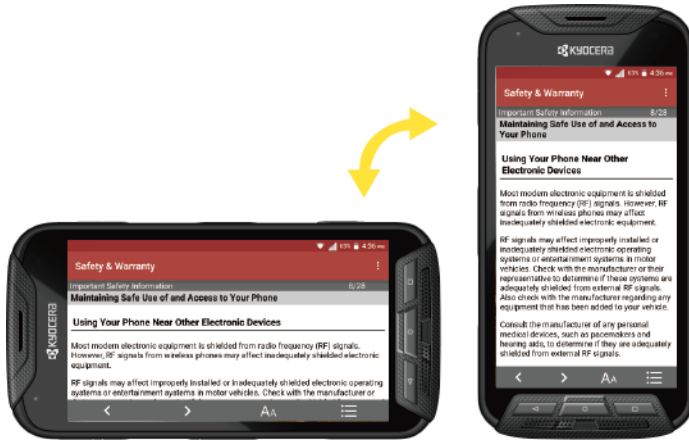 KYOCERA
83% 4:36 PM
Safety & Warranty
Important Safety Information 8/28
Maintaining Safe Use of and Access to
Your Phone
Using Your Phone Near Other
Electronic Devices
Most modern electronic equipment is shielded
from radio frequency (RF) signals. However, RF
signals from wireless phones may affect
inadequately shielded electronic equipment.
RF signals may affect improperly installed or
inadequately shielded electronic operating
systems or entertainment systems in motor
vehicles. Check with the manufacturer or their
representative to determine if these systems are
adequately shielded from external RF signals.
Also check with the manufacturer regarding any
equipment that has been added to your vehicle.
Consult the manufacturer of any personal
medical devices, such as pacemakers and
hearing aids, to determine if they are adequately
shielded from external RF signals.
< > AA
KYOCERA
83% 4:36 PM
Safety & Warranty
Important Safety Information 8/28
Maintaining Safe Use of and Access to Your Phone
Using Your Phone Near Other Electronic Devices
Most modern electronic equipment is shielded from radio frequency (RF) signals.
However, RF signals from wireless phones may affect inadequately shielded electronic
equipment.
RF signals may affect improperly installed or inadequately shielded electronic operating
systems or entertainment systems in motor vehicles. Check with the manufacturer or
< > AA